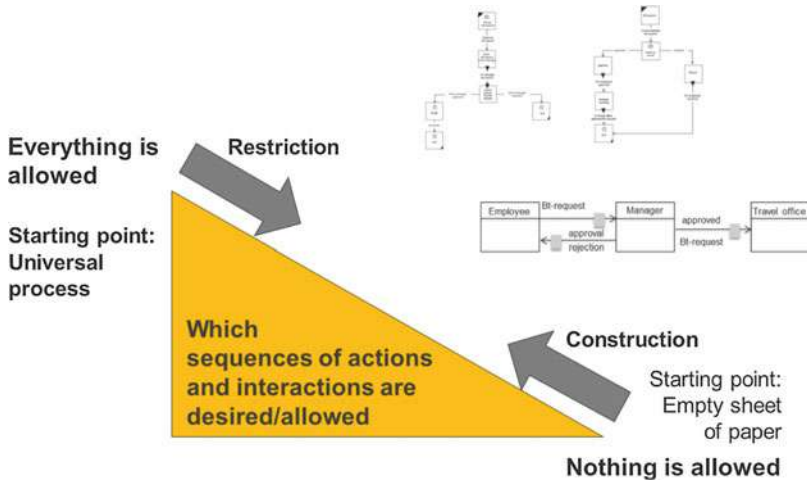 Everything is
allowed
Restriction
Starting point:
Universal
process
Employee
Bt-request
Manager
approval
rejection
approved
Bt-request
Travel office
Which
sequences of actions
and interactions are
desired/allowed
Construction
Starting point:
Empty sheet
of paper
Nothing is allowed